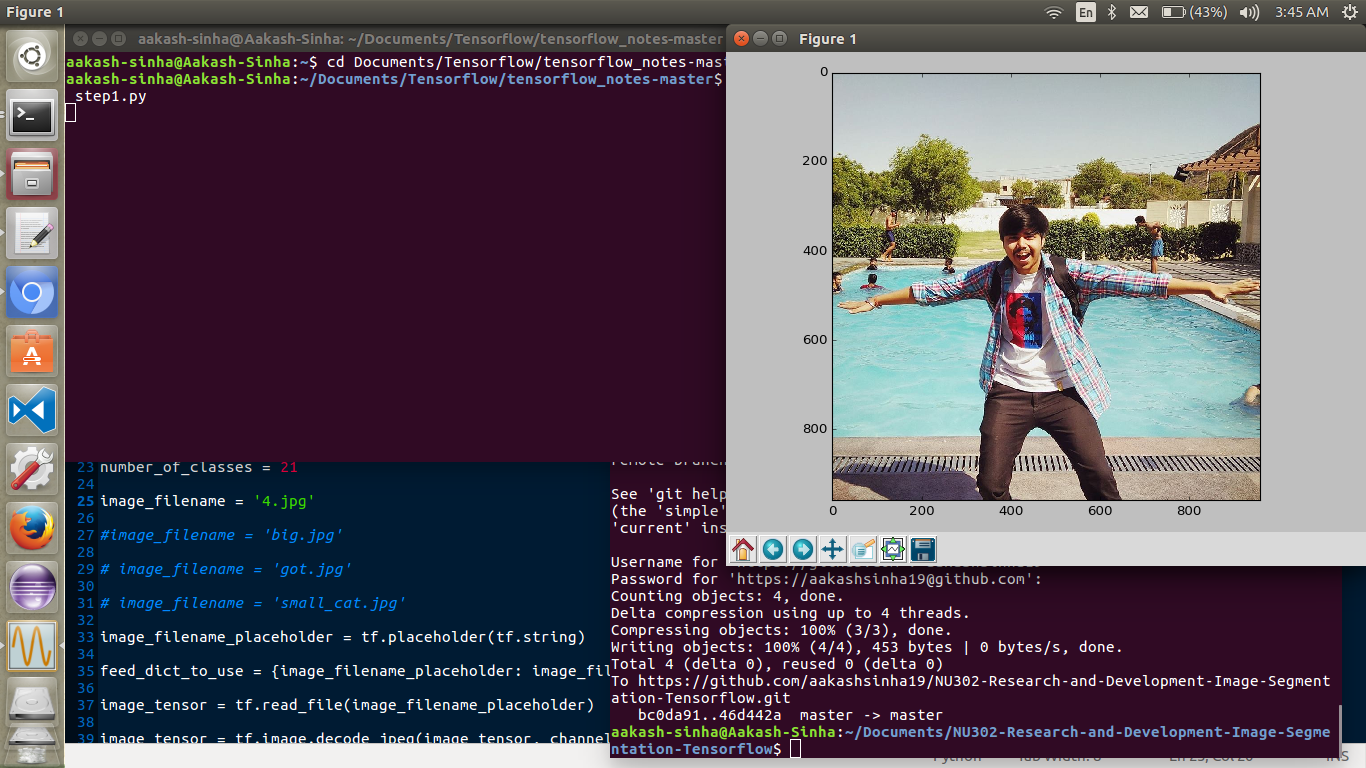 Figure 1
En
(43%)
3:45 AM
aakash-sinha@Aakash-Sinha: ~/Documents/Tensorflow/tensorflow_notes-master
aakash-sinha@Aakash-Sinha:~$ cd Documents/Tensorflow/tensorflow_notes-mas
aakash-sinha@Aakash-Sinha:~/Documents/Tensorflow/tensorflow_notes-master$
step1.py
Figure 1
0
200
400
600
800
0 200 400 600 800
23 number_of_classes = 21
24
25 image_filename = '4.jpg'
26
27 #image_filename = 'big.jpg'
28
29 # image_filename = 'got.jpg'
30
31 # image_filename = 'small_cat.jpg'
32
33 image_filename_placeholder = tf.placeholder(tf.string)
34
35 feed_dict_to_use = {image_filename_placeholder: image_fil
36
37 image_tensor = tf.read_file(image_filename_placeholder)
38
39 image_tensor = tf.image.decode_jpeg(image_tensor, channel
See 'git help
(the 'simple'
'current' ins
Username for
Password for 'https://aakashsinha19@github.com':
Counting objects: 4, done.
Delta compression using up to 4 threads.
Compressing objects: 100% (3/3), done.
Writing objects: 100% (4/4), 453 bytes | 0 bytes/s, done.
Total 4 (delta 0), reused 0 (delta 0)
To https://github.com/aakashsinha19/NU302-Research-and-Development-Image-Segment
ation-Tensorflow.git
bc0da91..46d442a master -> master
aakash-sinha@Aakash-Sinha:~/Documents/NU302-Research-and-Development-Image-Segme
ntation-Tensorflow$